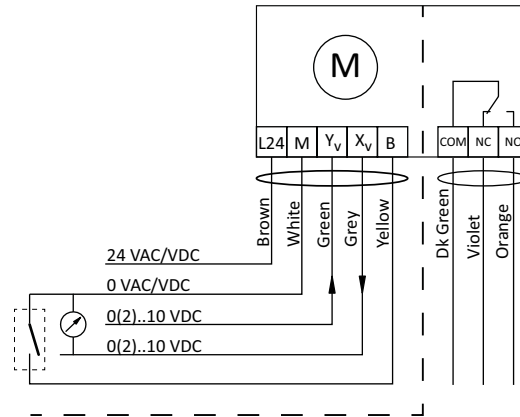 M
L24 M Yv Xv B COM NC NO
Brown White Green Grey Yellow Dk Green Violet Orange
24 VAC/VDC
0 VAC/VDC
0(2)..10 VDC
0(2)..10 VDC